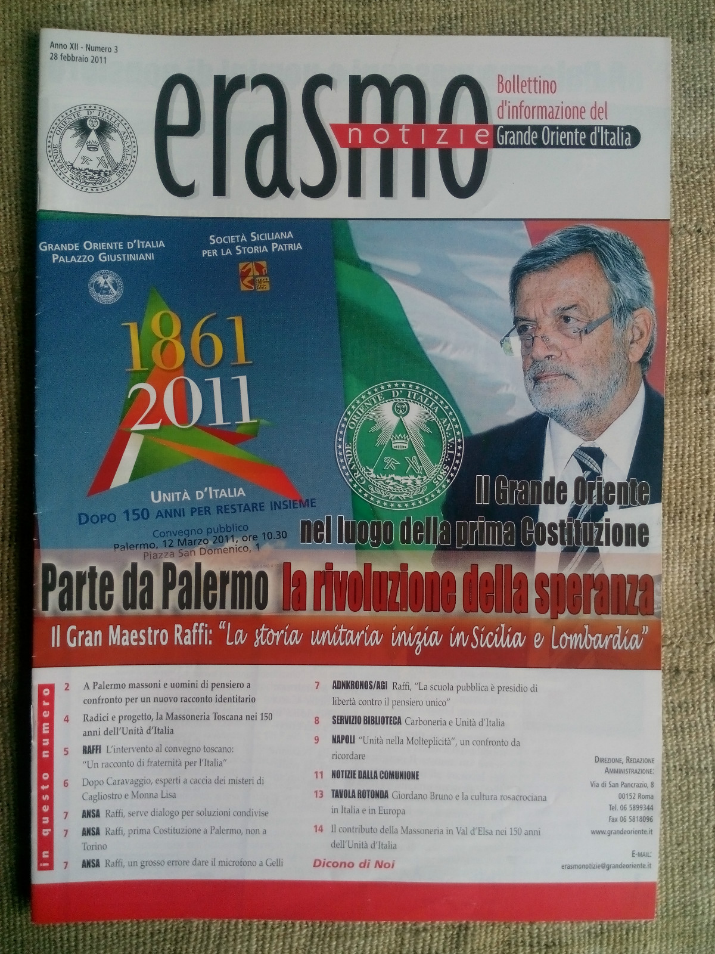 Anno XII - Numero 3
28 febbraio 2011
erasmo
notizie
Bollettino
d'informazione del
Grande Oriente d'Italia
GRANDE ORIENTE D'ITALIA
PALAZZO GIUSTINIANI
SOCIETÀ SICILIANA
PER LA STORIA PATRIA
1861
2011
UNITÀ D'ITALIA
DOPO 150 ANNI PER RESTARE INSIEME
Convegno pubblico
Palermo, 12 Marzo 2011, ore 10.30
Piazza San Domenico, 1
GRANDE ORIENTE D'ITALIA
Il Grande Oriente
nel luogo della prima Costituzione
Parte da Palermo la rivoluzione della speranza
Il Gran Maestro Raffi: "La storia unitaria inizia in Sicilia e Lombardia"
in questo numero
2 A Palermo massoni e uomini di pensiero a
confronto per un nuovo racconto identitario
4 Radici e progetto, la Massoneria Toscana nei 150
anni dell'Unità d'Italia
5 RAFFI L'intervento al convegno toscano:
"Un racconto di fraternità per l'Italia"
6 Dopo Caravaggio, esperti a caccia dei misteri di
Cagliostro e Monna Lisa
7 ANSA Raffi, serve dialogo per soluzioni condivise
7 ANSA Raffi, prima Costituzione a Palermo, non a
Torino
7 ANSA Raffi, un grosso errore dare il microfono a Gelli
7 ADNKRONOS/AGI Raffi, "La scuola pubblica è presidio di
libertà contro il pensiero unico"
8 SERVIZIO BIBLIOTECA Carboneria e Unità d'Italia
9 NAPOLI "Unità nella Molteplicità", un confronto da
ricordare
11 NOTIZIE DALLA COMUNIONE
13 TAVOLA ROTONDA Giordano Bruno e la cultura rosacrociana
in Italia e in Europa
14 Il contributo della Massoneria in Val d'Elsa nei 150 anni
dell'Unità d'Italia
Dicono di Noi
DIREZIONE, REDAZIONE
AMMINISTRAZIONE:
Via di San Pancrazio, 8
00152 Roma
Tel. 06 5899344
Fax 06 5818096
www.grandeoriente.it
E-MAIL:
erasmonotizie@grandeoriente.it